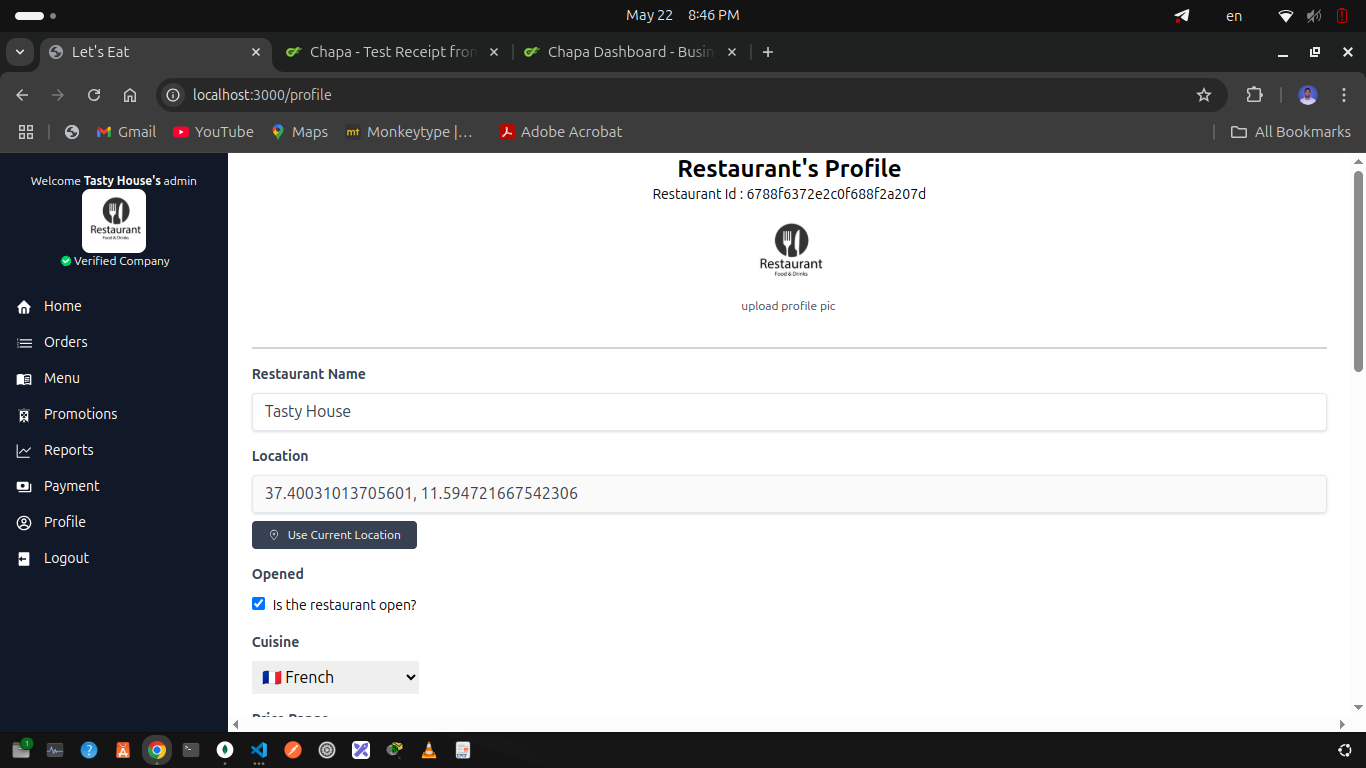 May 22 8:46 PM
en
Let's Eat
Chapa - Test Receipt from
Chapa Dashboard - Busin
localhost:3000/profile
Gmail
YouTube
Maps
mt Monkeytype |…
Adobe Acrobat
All Bookmarks
Welcome Tasty House's admin
Restaurant
Food & Drinks
Verified Company
Home
Orders
Menu
Promotions
Reports
Payment
Profile
Logout
Restaurant's Profile
Restaurant Id : 6788f6372e2c0f688f2a207d
Restaurant
Food & Drinks
upload profile pic
Restaurant Name
Tasty House
Location
37.40031013705601, 11.594721667542306
Use Current Location
Opened
Is the restaurant open?
Cuisine
French
Price Range
1